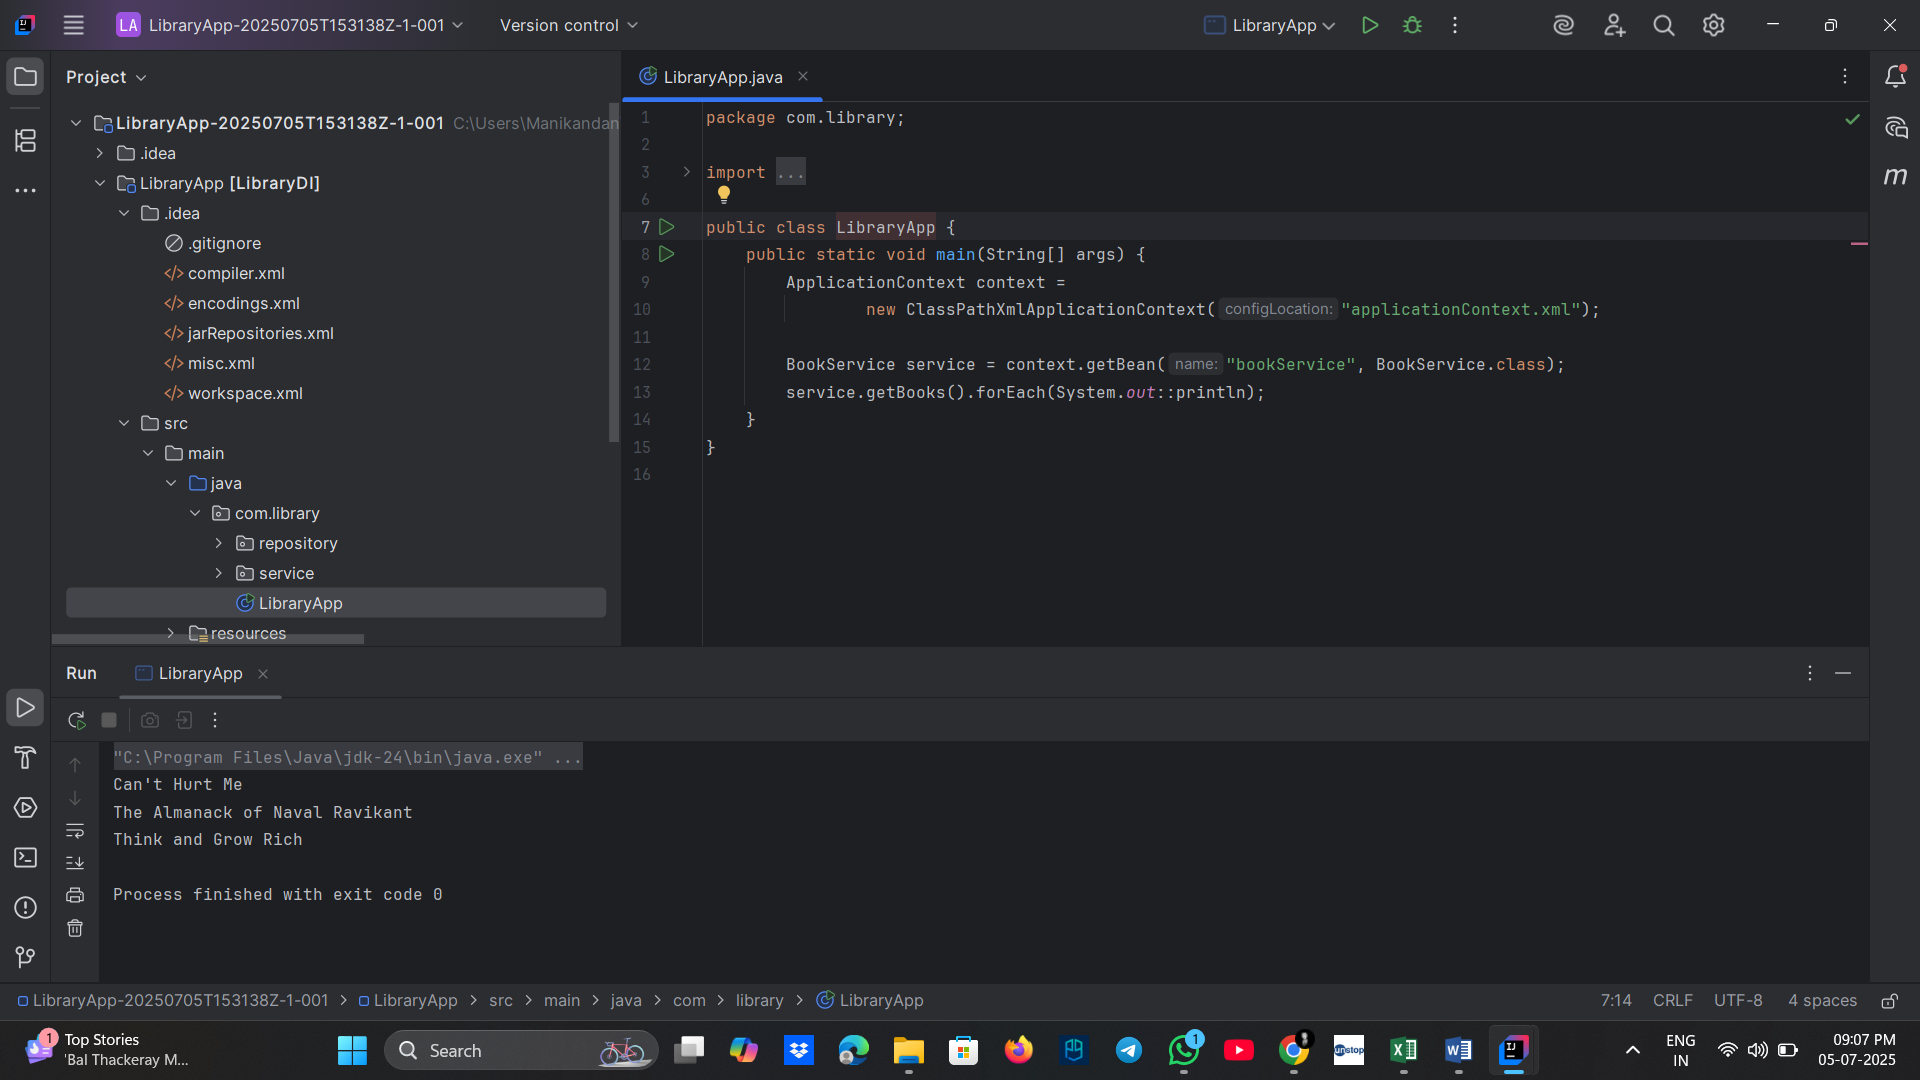 LA LibraryApp-20250705T153138Z-1-001 Version control LibraryApp
Project
LibraryApp.java
LibraryApp-20250705T153138Z-1-001 C:\Users\Manikandan
.idea
LibraryApp [LibraryDI]
.idea
.gitignore
compiler.xml
encodings.xml
jarRepositories.xml
misc.xml
workspace.xml
src
main
java
com.library
repository
service
LibraryApp
resources
1 package com.library;
2
3 import ...
6
7 public class LibraryApp {
8 public static void main(String[] args) {
9 ApplicationContext context =
10 new ClassPathXmlApplicationContext( configLocation: "applicationContext.xml");
11
12 BookService service = context.getBean( name: "bookService", BookService.class);
13 service.getBooks().forEach(System.out::println);
14 }
15 }
16
m
Run LibraryApp
"C:\Program Files\Java\jdk-24\bin\java.exe" ...
Can't Hurt Me
The Almanack of Naval Ravikant
Think and Grow Rich
Process finished with exit code 0
LibraryApp-20250705T153138Z-1-001 > LibraryApp > src > main > java > com > library > LibraryApp 7:14 CRLF UTF-8 4 spaces
1
Top Stories
'Bal Thackeray M...
Search
1
unstop
ENG
IN
09:07 PM
05-07-2025